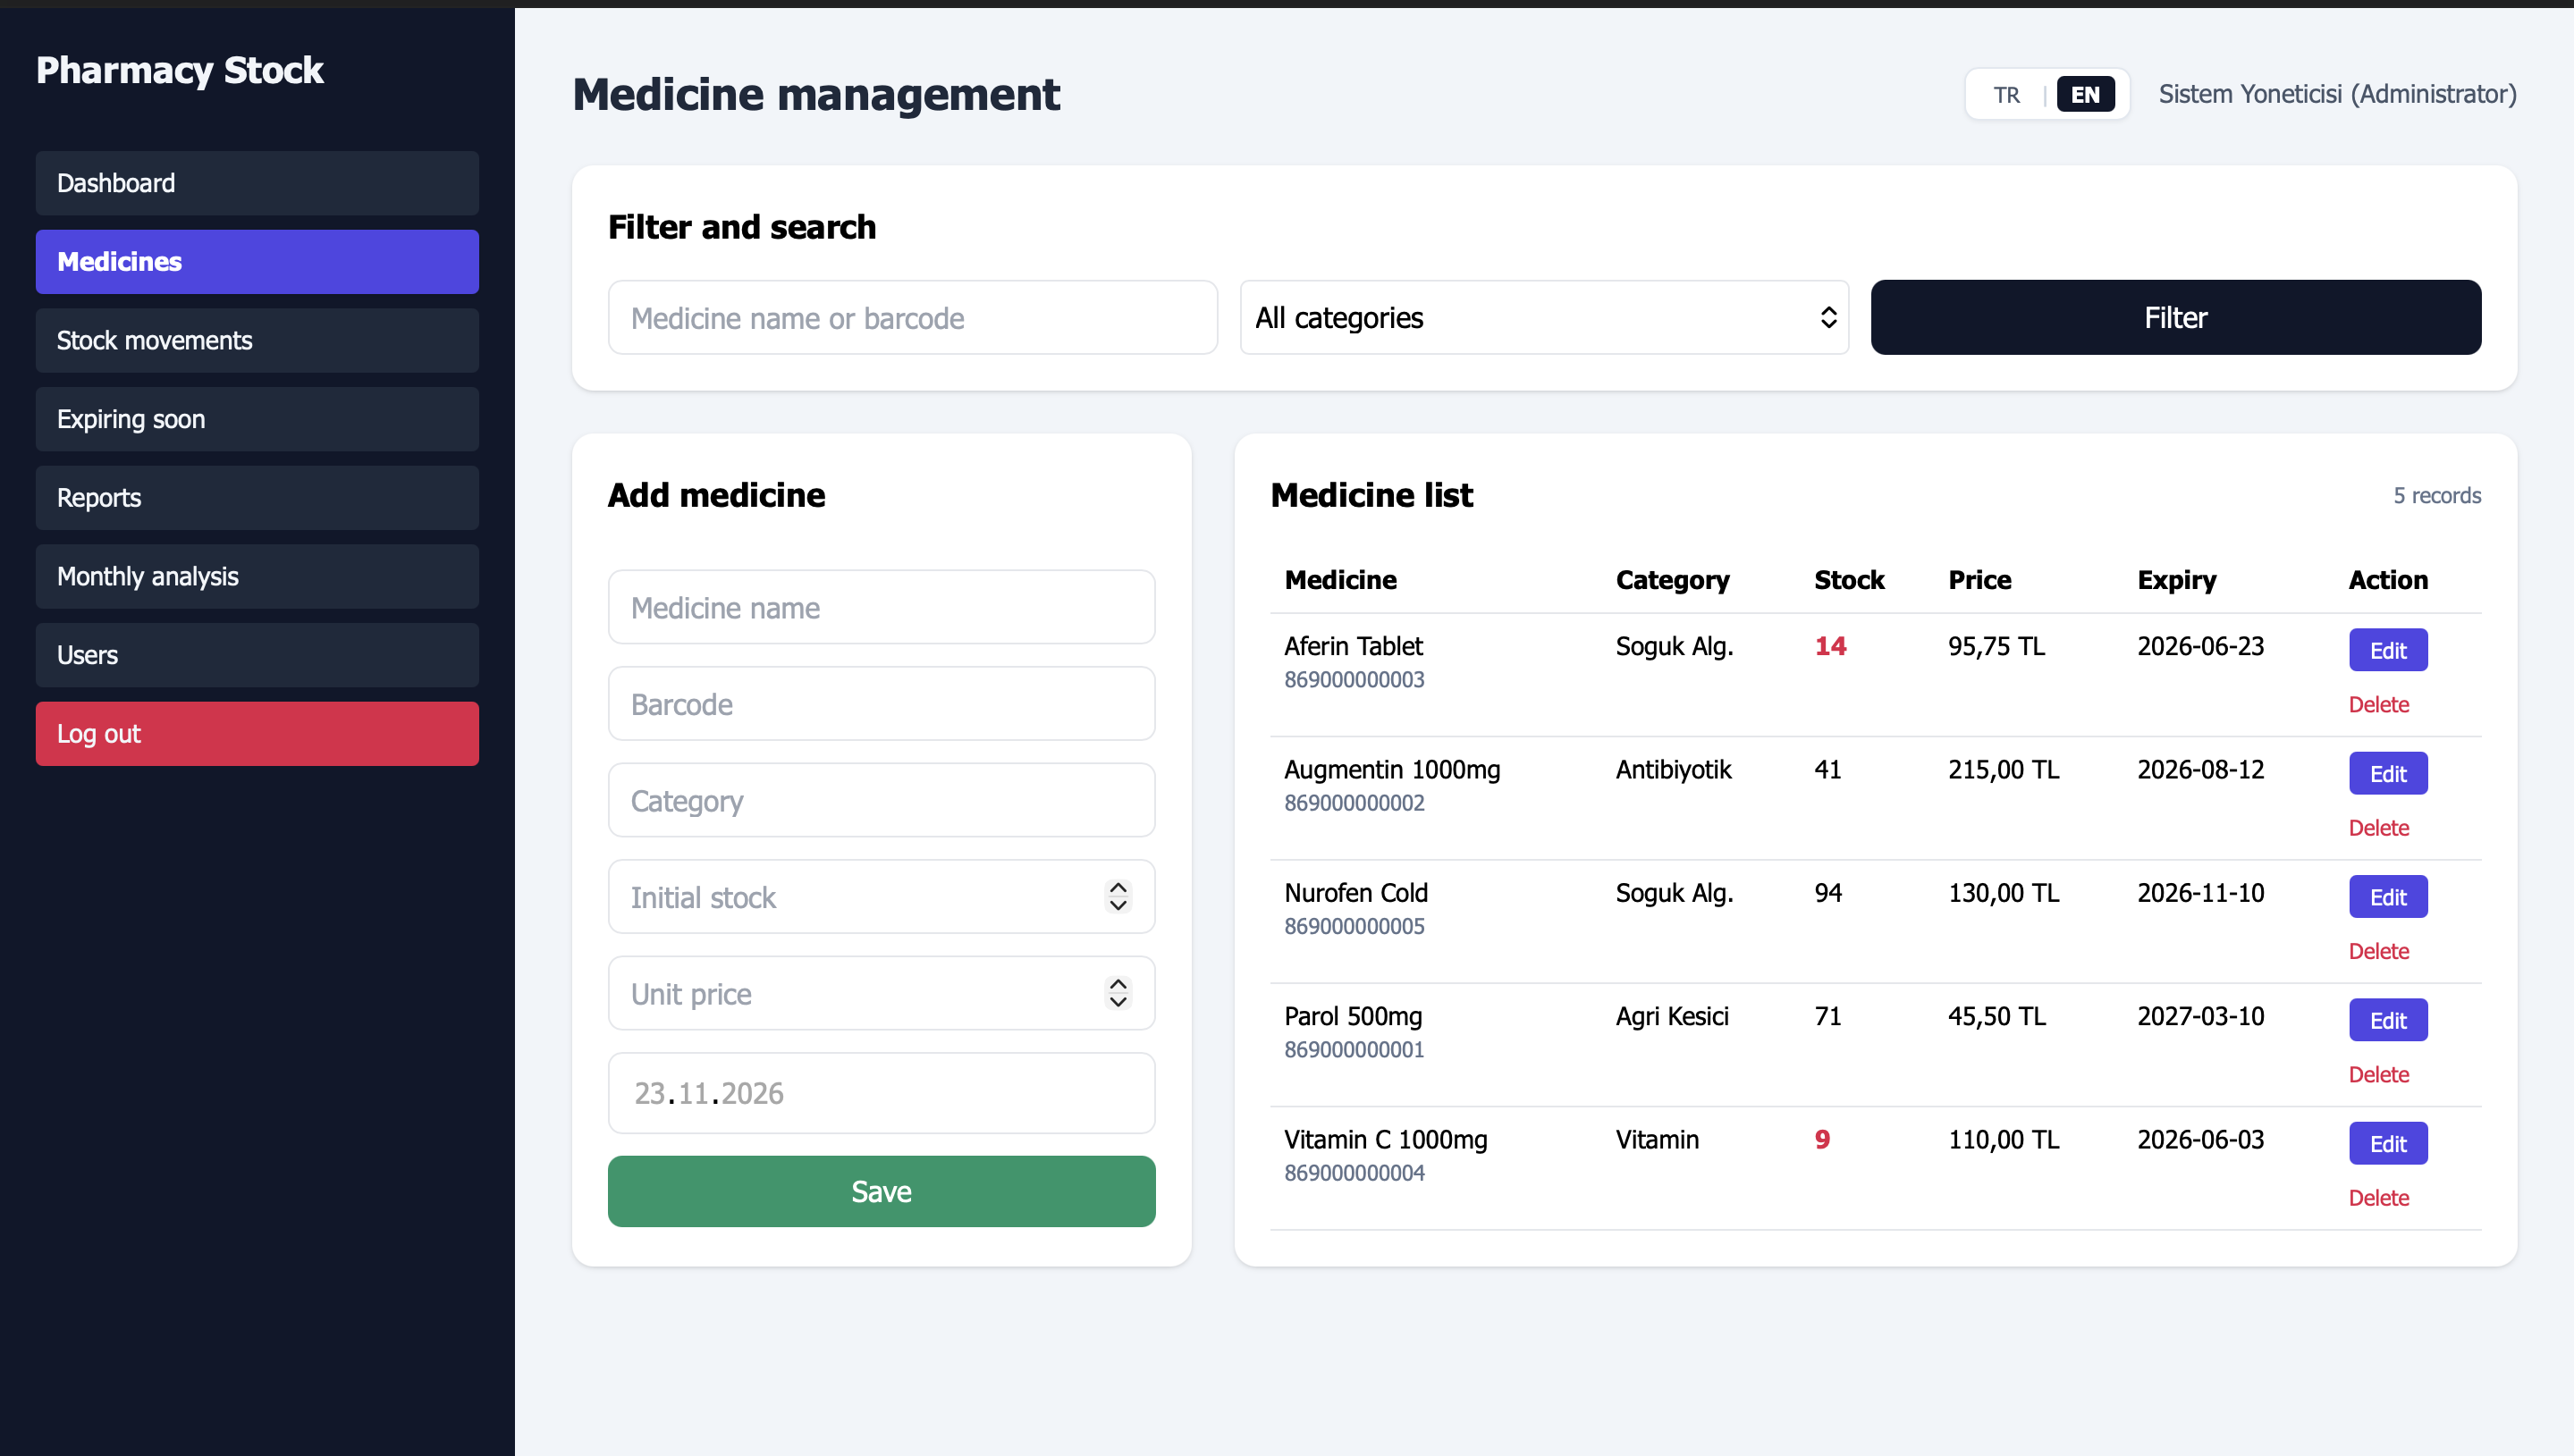 Pharmacy Stock
Dashboard
Medicines
Stock movements
Expiring soon
Reports
Monthly analysis
Users
Log out
Medicine management
TR | EN
Sistem Yoneticisi (Administrator)
Filter and search
Medicine name or barcode
All categories
Filter
Add medicine
Medicine name
Barcode
Category
Initial stock
Unit price
23.11.2026
Save
Medicine list
5 records
Medicine Category Stock Price Expiry Action
Aferin Tablet Soguk Alg. 14 95,75 TL 2026-06-23 Edit
869000000003
Delete
Augmentin 1000mg Antibiyotik 41 215,00 TL 2026-08-12 Edit
869000000002
Delete
Nurofen Cold Soguk Alg. 94 130,00 TL 2026-11-10 Edit
869000000005
Delete
Parol 500mg Agri Kesici 71 45,50 TL 2027-03-10 Edit
869000000001
Delete
Vitamin C 1000mg Vitamin 9 110,00 TL 2026-06-03 Edit
869000000004
Delete